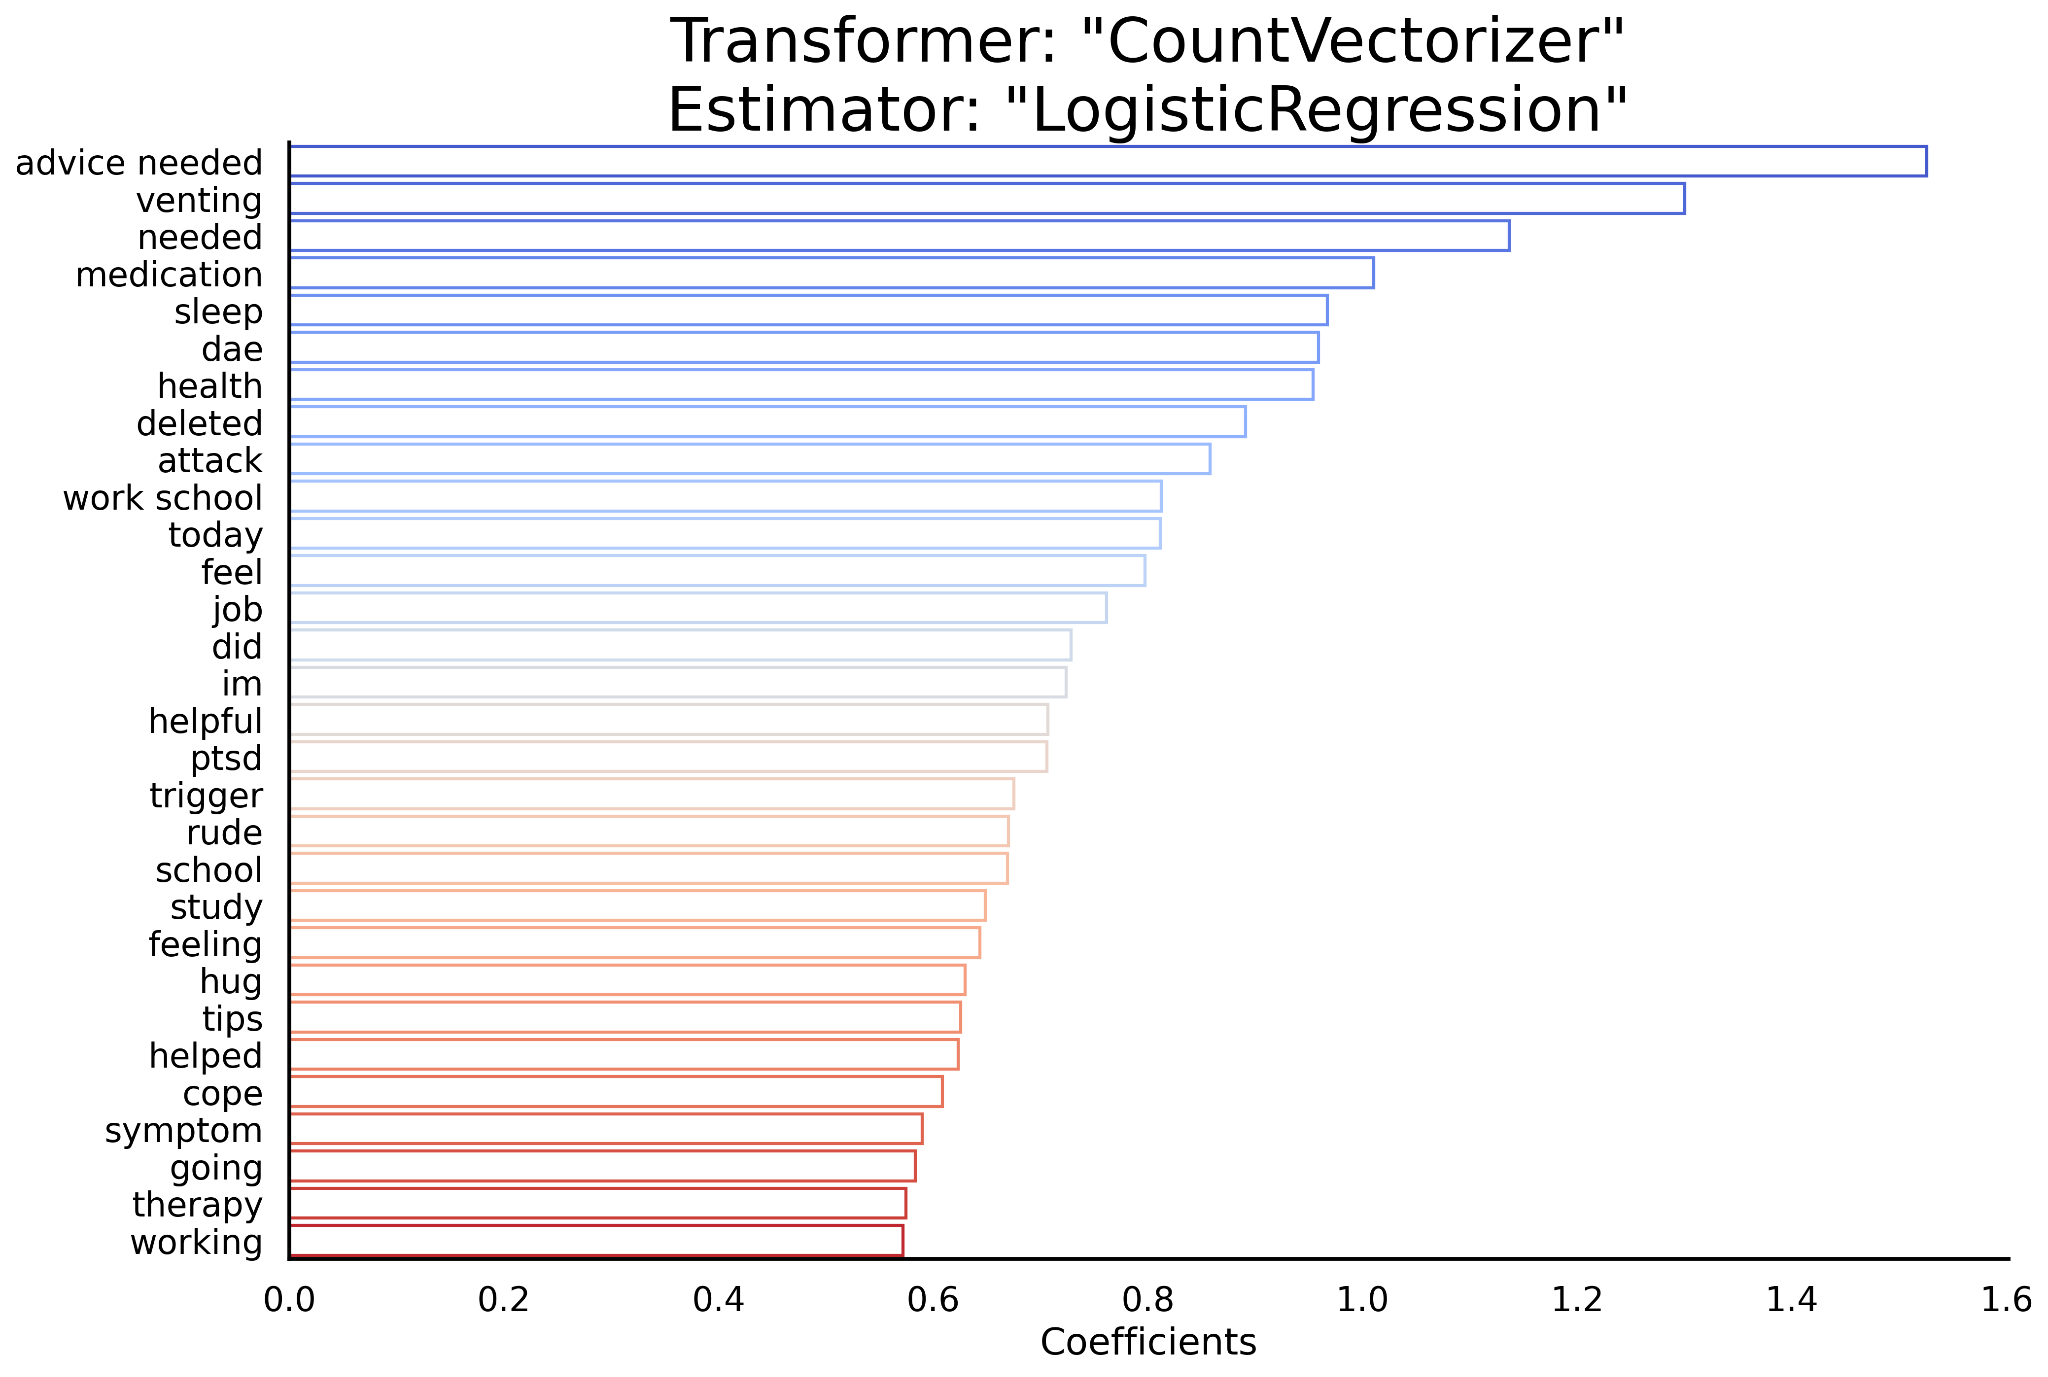 Transformer: "CountVectorizer"
Estimator: "LogisticRegression"
advice needed
venting
needed
medication
sleep
dae
health
deleted
attack
work school
today
feel
job
did
im
helpful
ptsd
trigger
rude
school
study
feeling
hug
tips
helped
cope
symptom
going
therapy
working
0.0 0.2 0.4 0.6 0.8 1.0 1.2 1.4 1.6
Coefficients